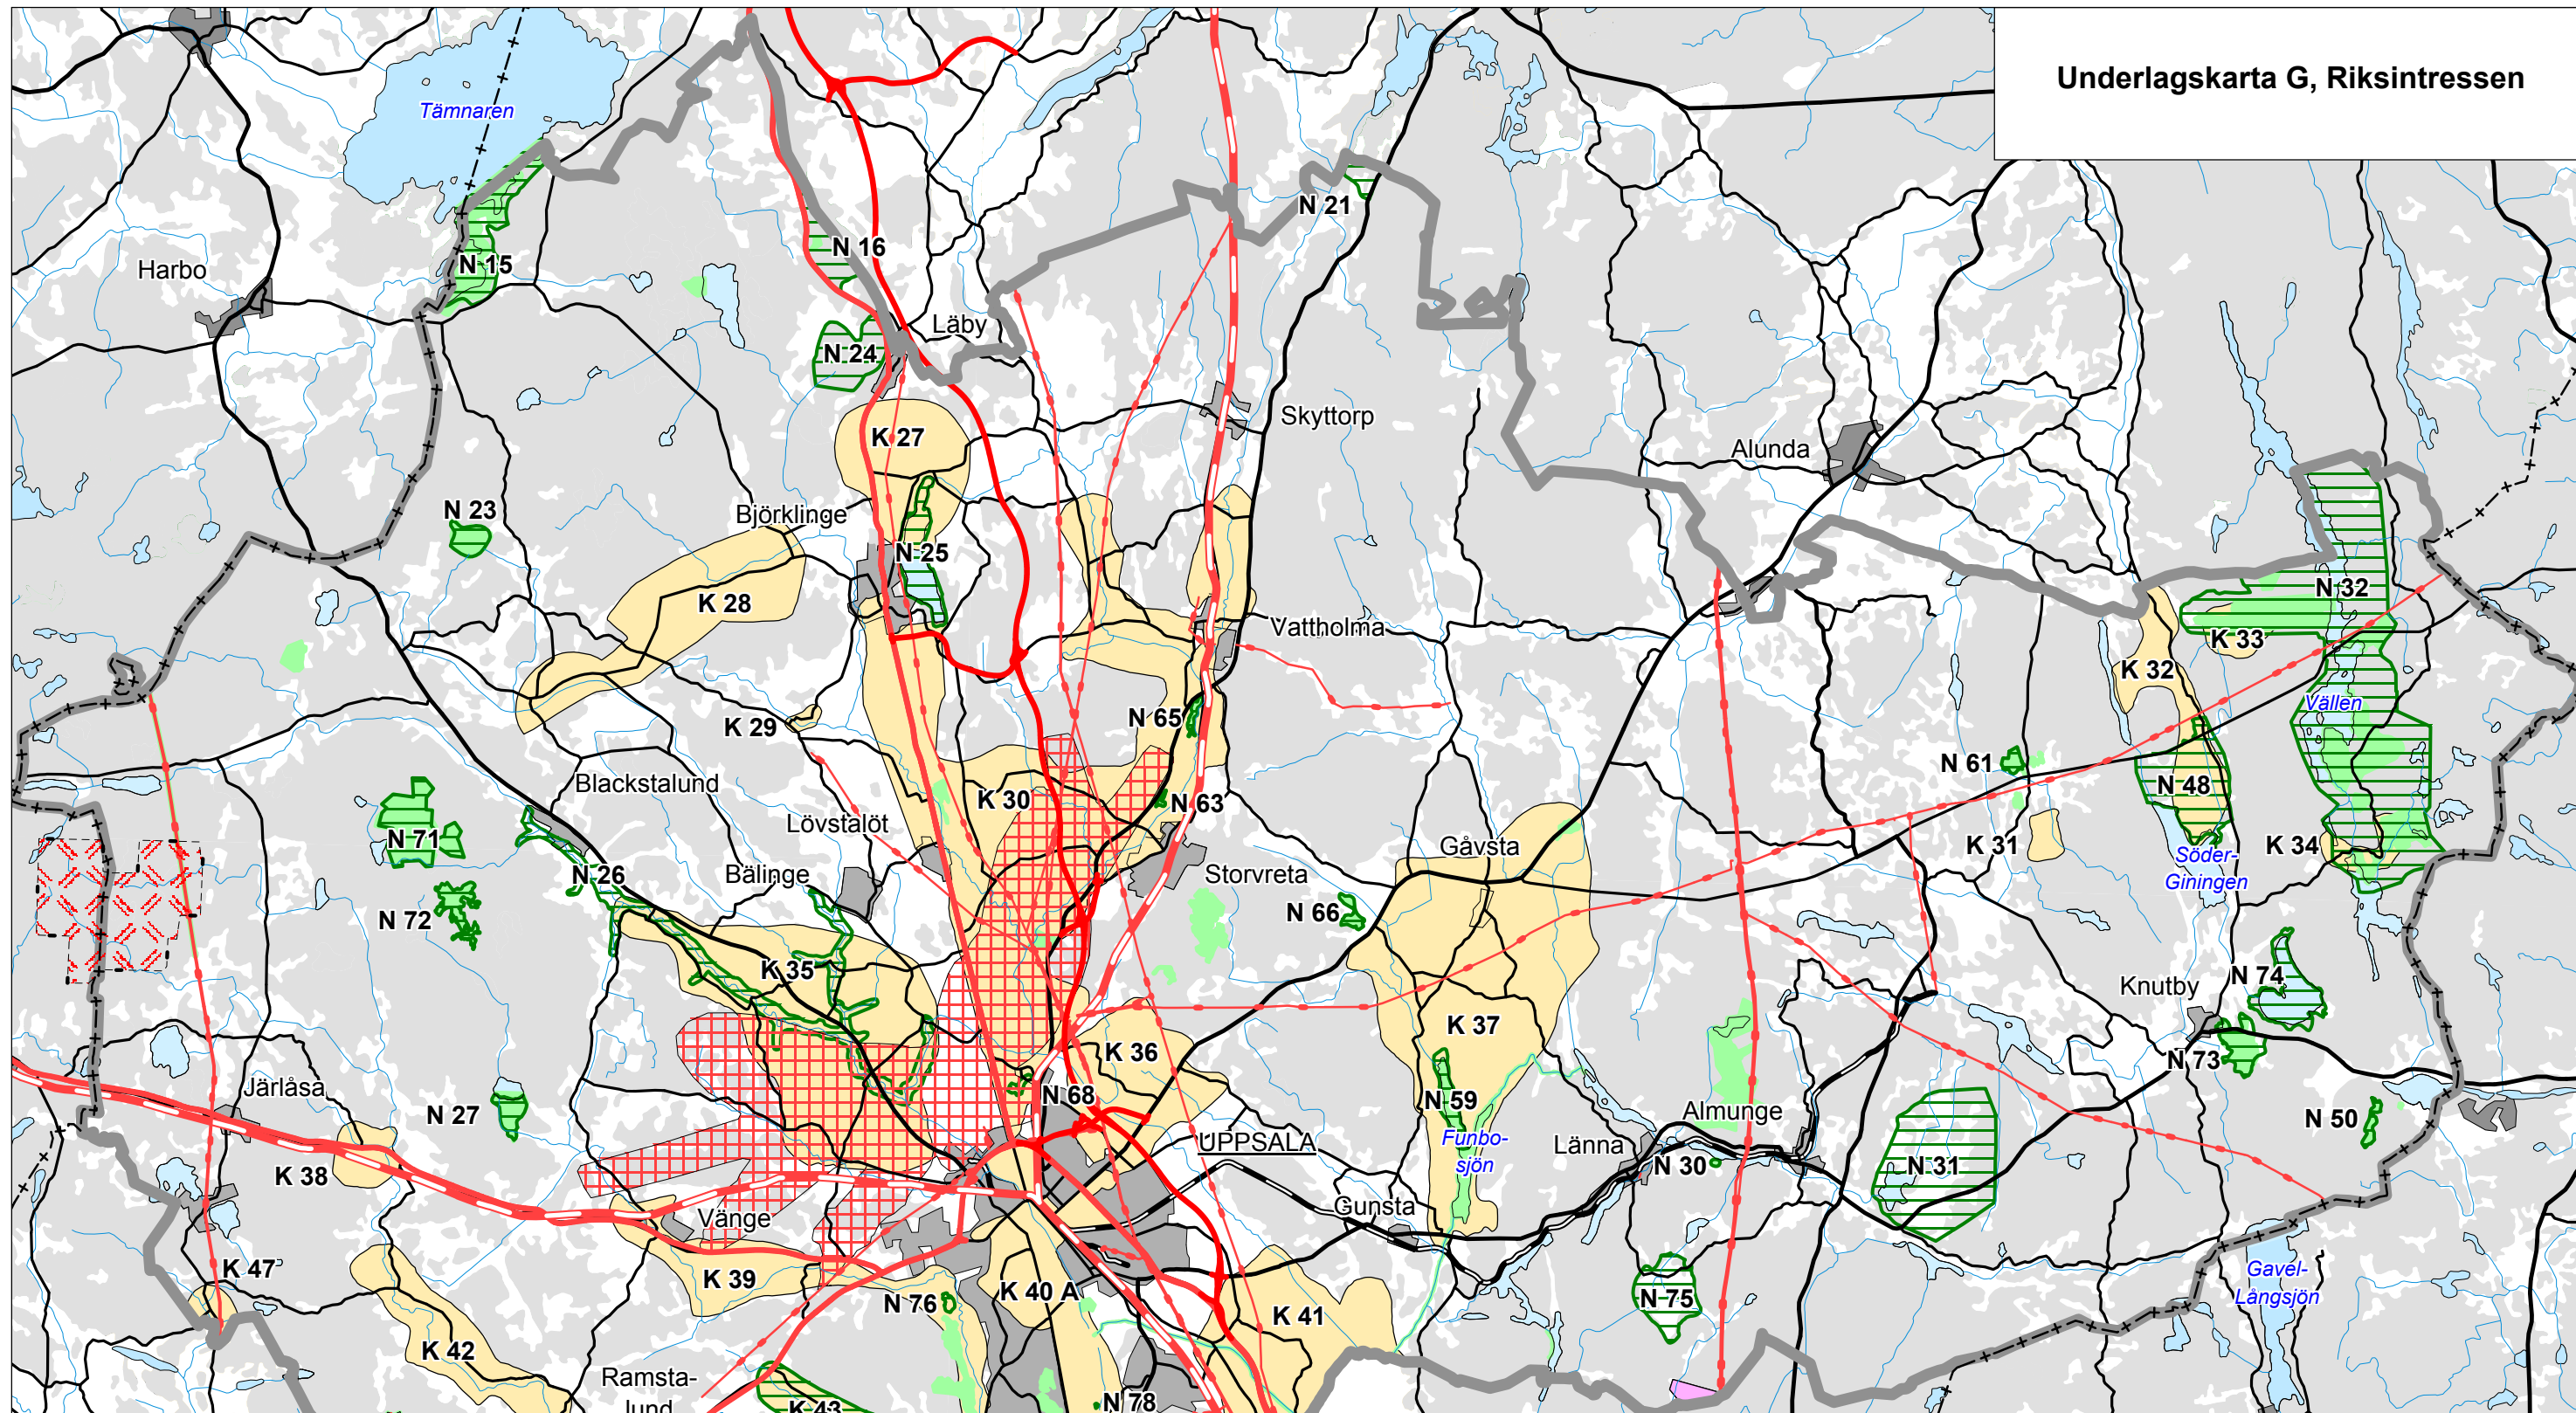 Underlagskarta G, Riksintressen
Tämnaren
N 21
N 16
N 15
Harbo
Läby
N 24
Skyttorp
K 27
Alunda
N 23
Björklinge
N 25
N 32
K 28
Vattholma
K 33
K 32
Vällen
N 65
K 29
N 61
Blackstalund
N 48
K 30
N 63
Lövstalöt
N 71
Gåvsta
K 31
K 34
Söder-
Giningen
Bälinge
N 26
Storvreta
N 66
N 72
K 35
N 74
Knutby
K 37
K 36
N 73
Järlåsa
N 68
N 59
N 27
Almunge
N 50
UPPSALA
Funbo-
sjön
Länna
N 30
N 31
K 38
Gunsta
Vänge
K 47
K 39
Gavel-
Långsjön
K 40 A
N 75
N 76
K 41
K 42
Ramsta-
lund
N 78
K 43